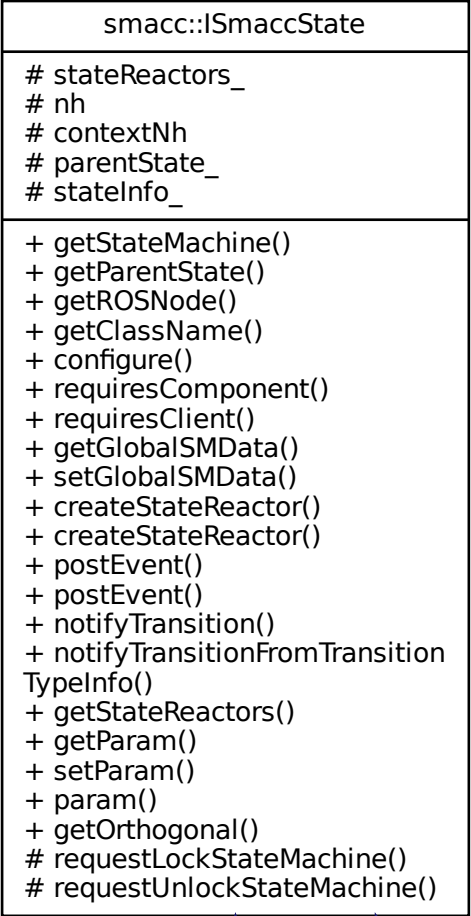 smacc::ISmaccState
# stateReactors_
# nh
# contextNh
# parentState_
# stateInfo_
+ getStateMachine()
+ getParentState()
+ getROSNode()
+ getClassName()
+ configure()
+ requiresComponent()
+ requiresClient()
+ getGlobalSMData()
+ setGlobalSMData()
+ createStateReactor()
+ createStateReactor()
+ postEvent()
+ postEvent()
+ notifyTransition()
+ notifyTransitionFromTransition
TypeInfo()
+ getStateReactors()
+ getParam()
+ setParam()
+ param()
+ getOrthogonal()
# requestLockStateMachine()
# requestUnlockStateMachine()